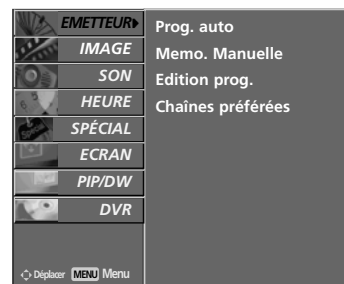 EMETTEUR
IMAGE
SON
HEURE
SPÉCIAL
ECRAN
PIP/DW
DVR
Déplacer MENU Menu
Prog. auto
Memo. Manuelle
Edition prog.
Chaînes préférées